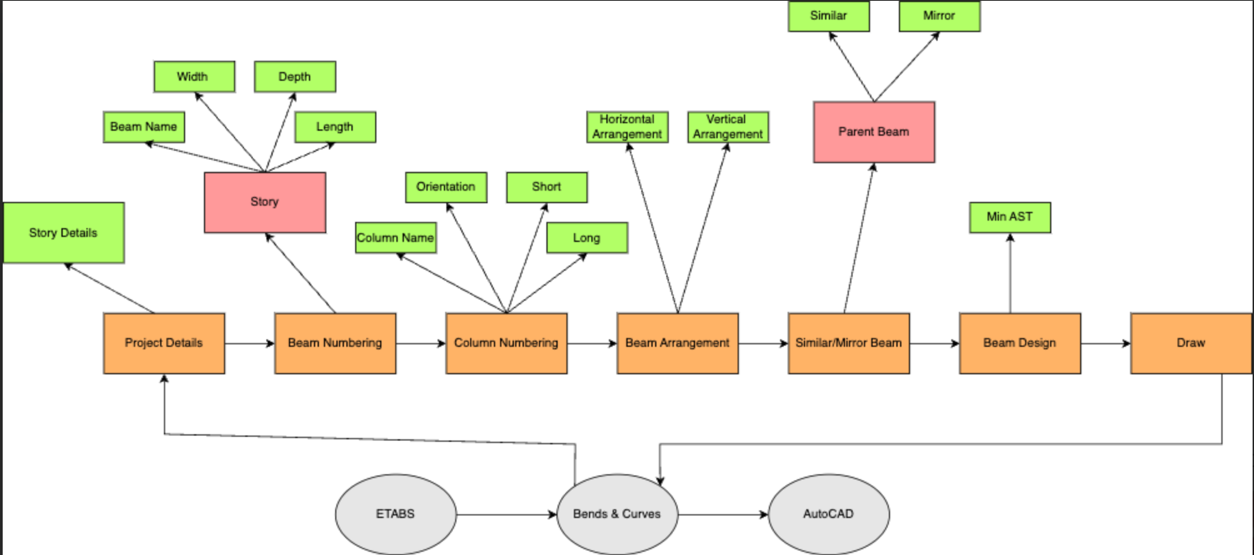 Similar
Mirror
Width
Depth
Beam Name
Length
Horizontal
Arrangement
Vertical
Arrangement
Parent Beam
Story
Orientation
Short
Story Details
Column Name
Long
Min AST
Project Details
Beam Numbering
Column Numbering
Beam Arrangement
Similar/Mirror Beam
Beam Design
Draw
ETABS
Bends & Curves
AutoCAD